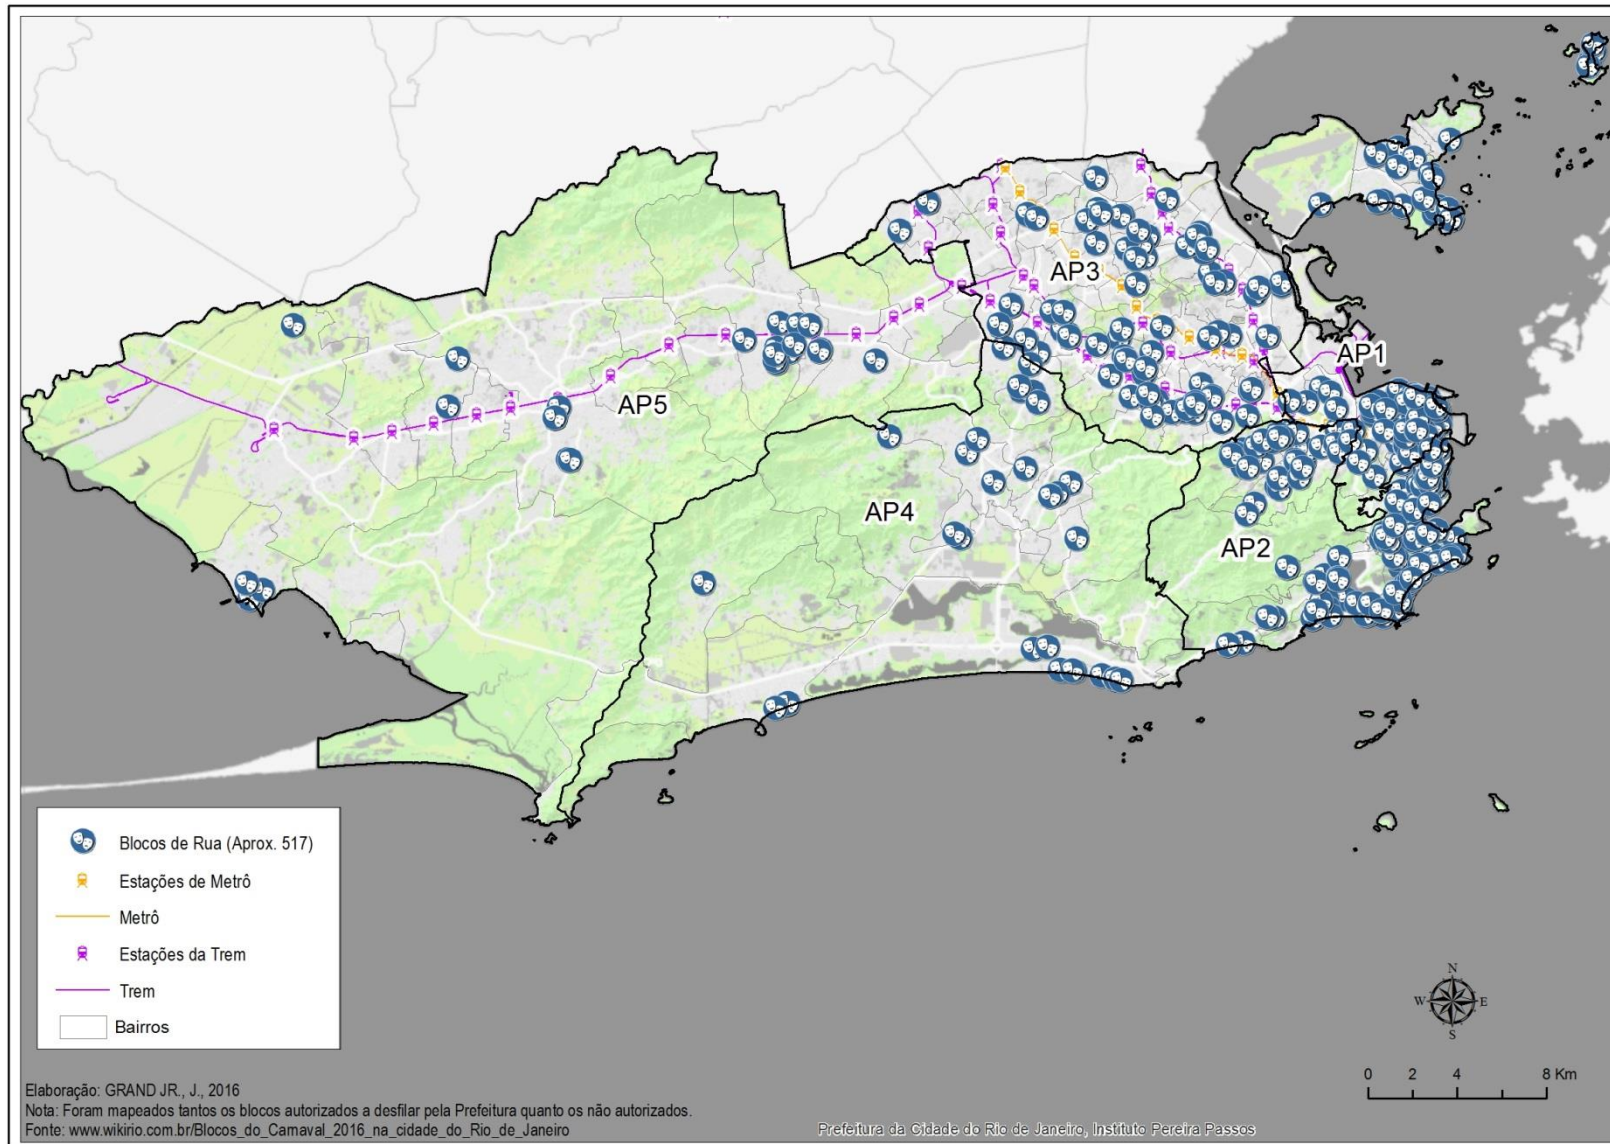 AP3
AP1
AP5
AP4
AP2
Blocos de Rua (Aprox. 517)
Estações de Metrô
Metrô
Estações da Trem
Trem
Bairros
N
W
E
S
0 2 4 8 Km
Elaboração: GRAND JR., J., 2016
Nota: Foram mapeados tantos os blocos autorizados a desfilar pela Prefeitura quanto os não autorizados.
Fonte: www.wikirio.com.br/Blocos_do_Carnaval_2016_na_cidade_do_Rio_de_Janeiro
Prefeitura da Cidade do Rio de Janeiro, Instituto Pereira Passos